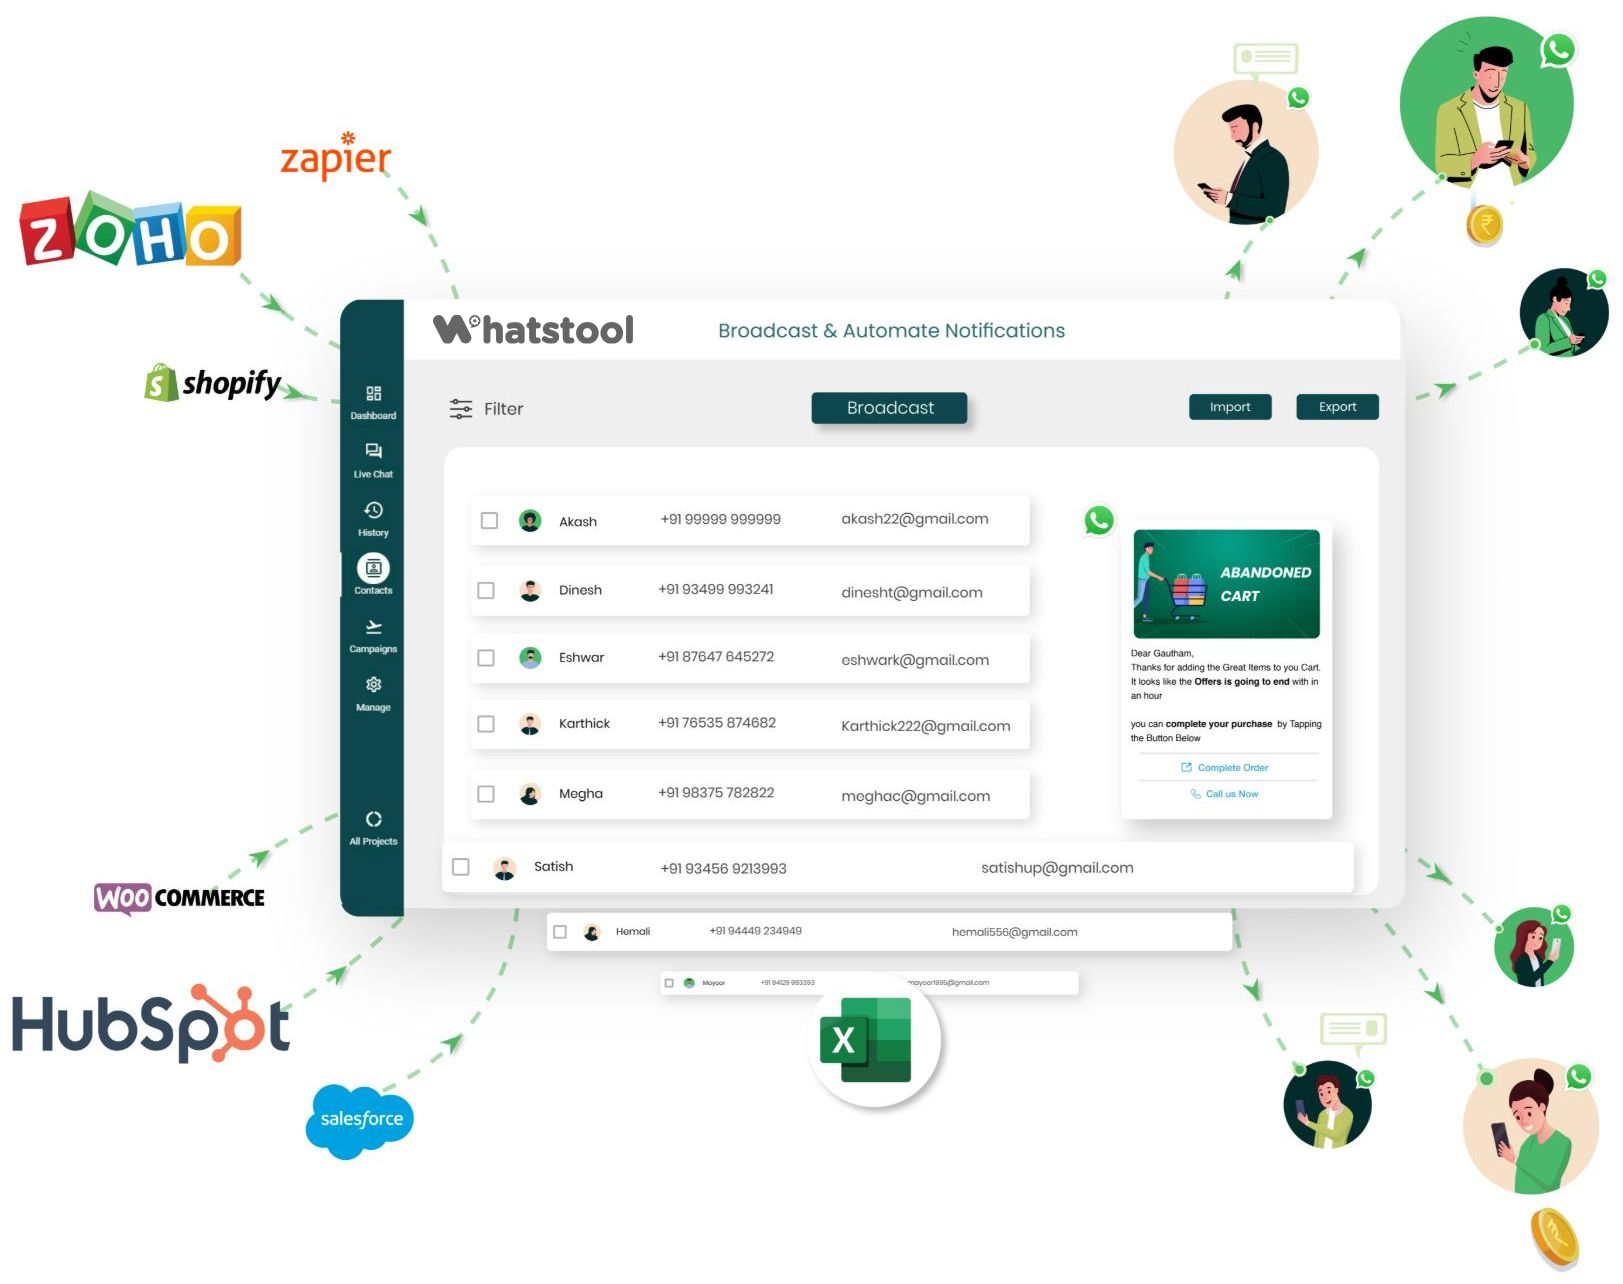 zapier
ZOHO
shopify
Whatstool
Broadcast & Automate Notifications
Filter
Broadcast
Import
Export
Dashboard
Live Chat
History
Contacts
Campaigns
Manage
All Projects
Akash +91 99999 999999 akash22@gmail.com
Dinesh +91 93499 993241 dinesht@gmail.com
Eshwar +91 87647 645272 eshwark@gmail.com
Karthick +91 76535 874682 Karthick222@gmail.com
Megha +91 98375 782822 meghac@gmail.com
Satish +91 93456 9213993 satishup@gmail.com
Hemali +91 94449 234949 hemali556@gmail.com
Mayoor +91 94129 993393 mayoor1995@gmail.com
ABANDONED
CART
Dear Gautham,
Thanks for adding the Great Items to you Cart.
It looks like the Offers is going to end with in
an hour
you can complete your purchase by Tapping
the Button Below
Complete Order
Call us Now
WOO COMMERCE
HubSpot
salesforce
X
₹